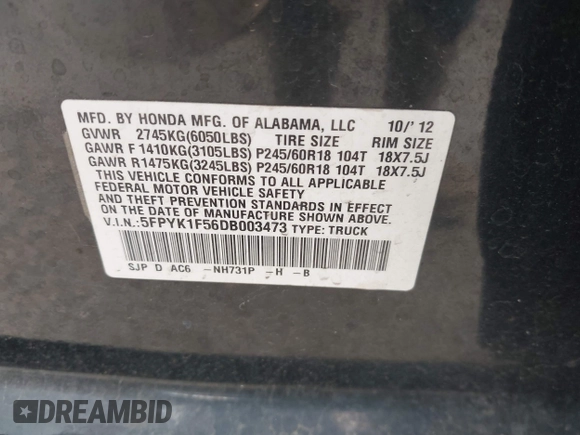 MFD. BY HONDA MFG. OF ALABAMA, LLC 10/'12
GVWR 2745KG(6050LBS) TIRE SIZE RIM SIZE
GAWR F 1410KG(3105LBS) P245/60R18 104T 18X7.5J
GAWR R1475KG(3245LBS) P245/60R18 104T 18X7.5J
THIS VEHICLE CONFORMS TO ALL APPLICABLE
FEDERAL MOTOR VEHICLE SAFETY
AND THEFT PREVENTION STANDARDS IN EFFECT
ON THE DATE OF MANUFACTURE SHOWN ABOVE.
V.I.N.:5FPYK1F56DB003473 TYPE: TRUCK
SJP D AC6 -NH731P -H -B
DREAMBID